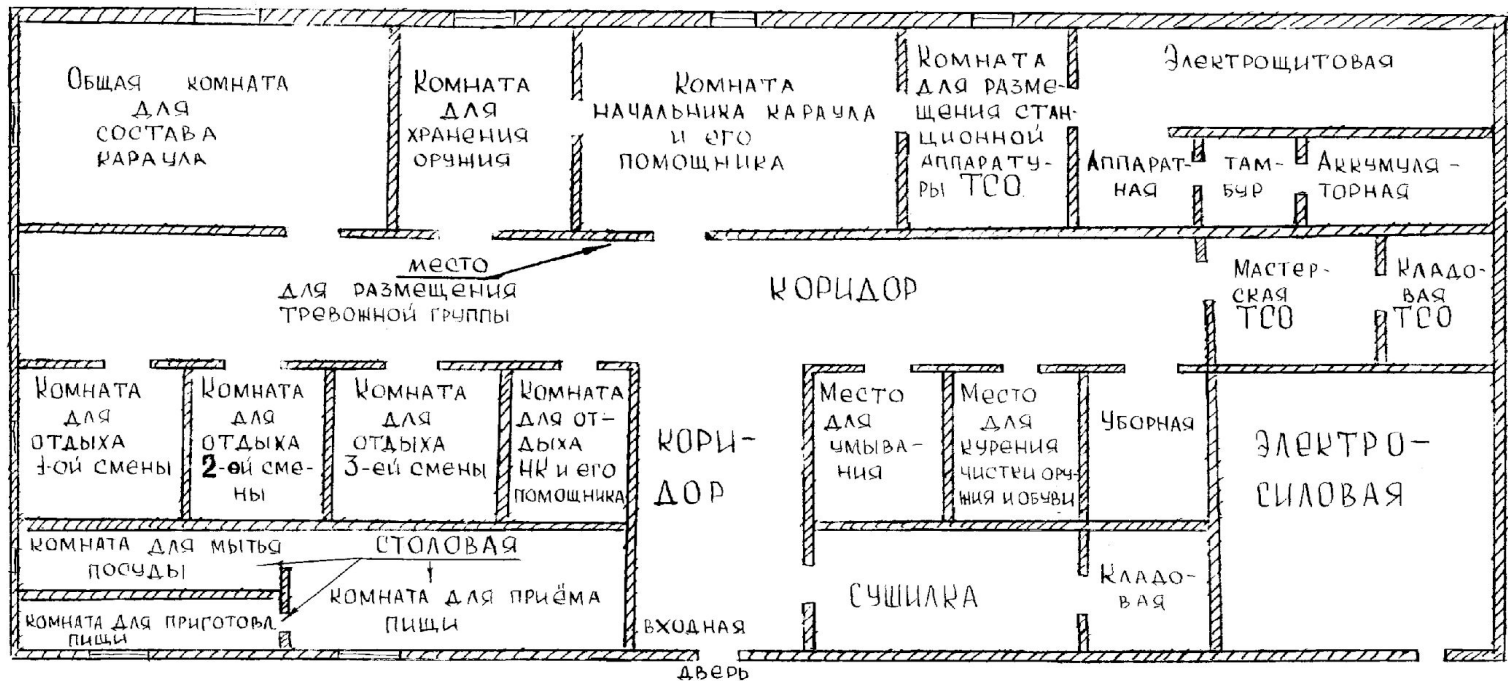 Общая комната
для
состава
караула
Комната
для
хранения
оружия
Комната
начальника караула
и его
помощника
Комната
для разме-
щения стан-
ционной
аппарату-
ры ТСО.
Электрощитовая
Аппарат-
ная
там-
бур
Аккумуля-
торная
место
для размещения
тревожной группы
коридор
Мастер-
ская
ТСО
Кладо-
вая
ТСО
Комната
для
отдыха
1-ой смены
Комната
для
отдыха
2-ой сме-
ны
Комната
для
отдыха
3-ей смены
Комната
для от-
дыха
НК и его
помощника
кори-
дор
Место
для
умыва-
ния
Место
для
курения
чистки ору-
жия и обуви
Уборная
Электро-
силовая
комната для мытья
посуды
столовая
комната для приготовл.
пищи
комната для приёма
пищи
входная
дверь
сушилка
Кладо-
вая